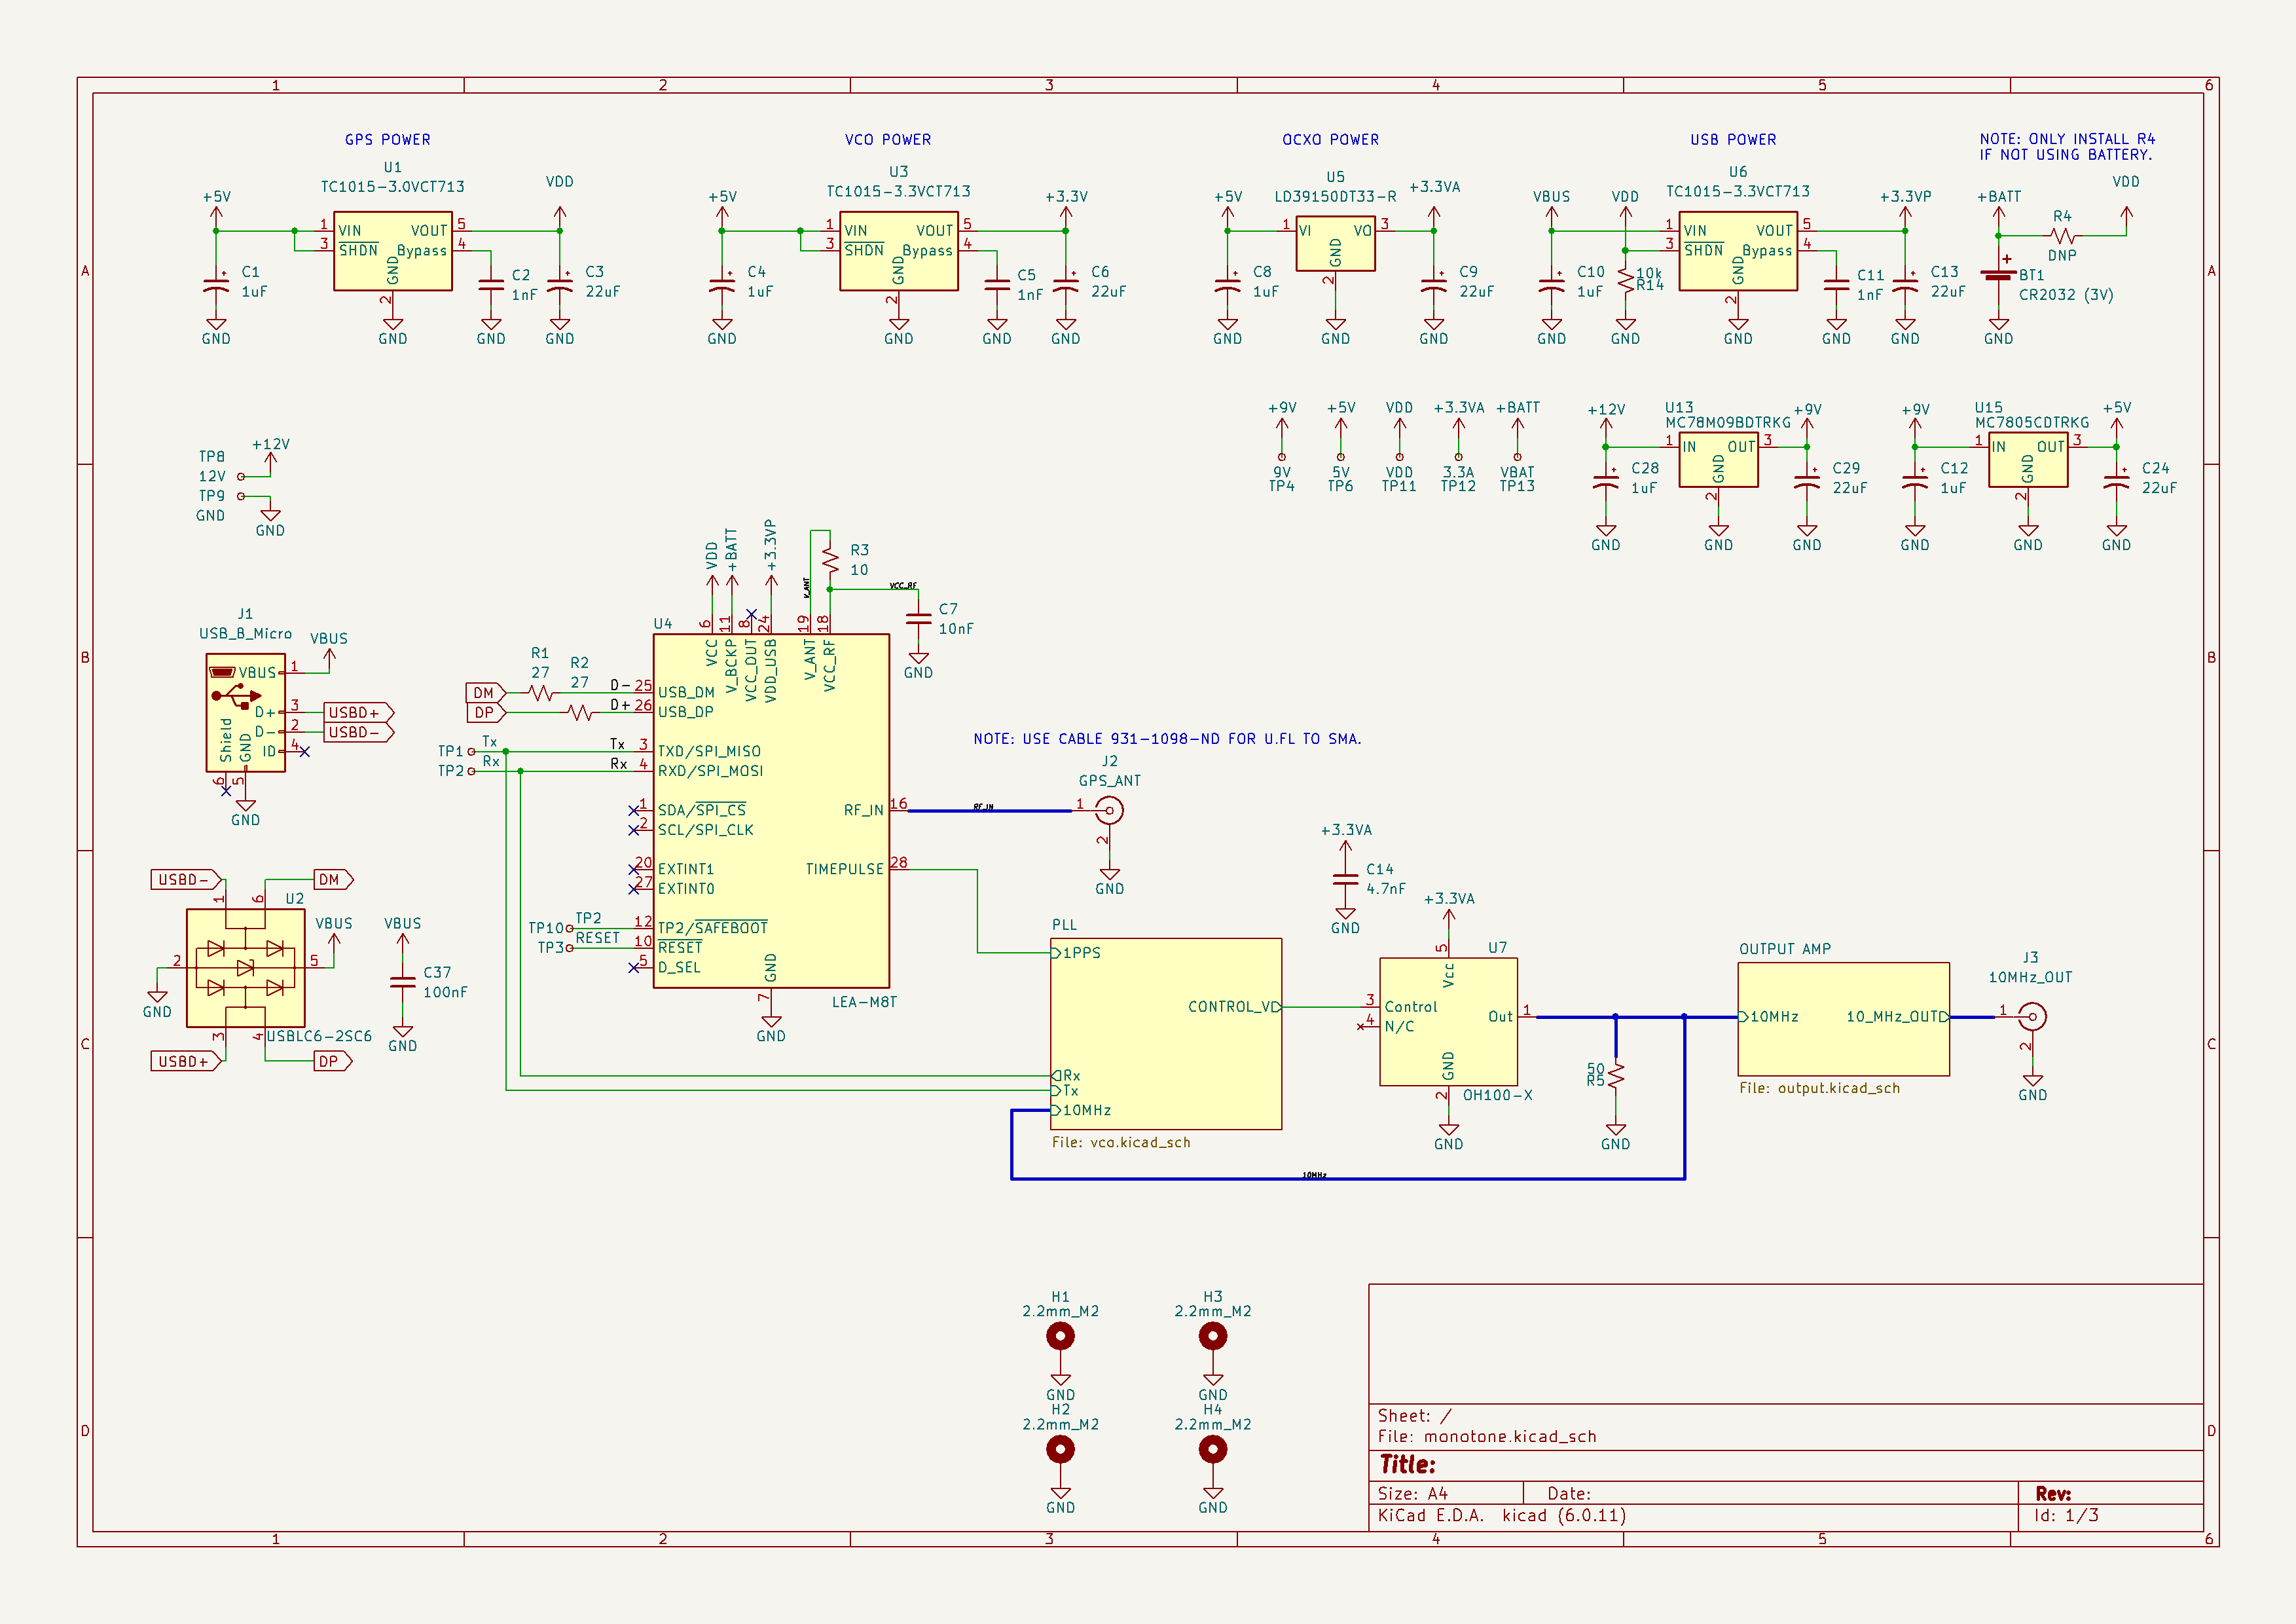 1 2 3 4 5 6
GPS POWER
U1
TC1015-3.0VCT713
+5V
VDD
1 VIN VOUT 5
3 SHDN Bypass 4
GND
2
C1
1uF
C2
1nF
C3
22uF
GND GND GND GND
VCO POWER
U3
TC1015-3.3VCT713
+5V
+3.3V
1 VIN VOUT 5
3 SHDN Bypass 4
GND
2
C4
1uF
C5
1nF
C6
22uF
GND GND GND GND
OCXO POWER
U5
LD39150DT33-R
+5V
+3.3VA
1 VI VO 3
GND
2
C8
1uF
C9
22uF
GND GND GND
USB POWER
U6
TC1015-3.3VCT713
VBUS VDD
+3.3VP
1 VIN VOUT 5
3 SHDN Bypass 4
GND
2
C10
1uF
10k
R14
C11
1nF
C13
22uF
GND GND GND GND GND
NOTE: ONLY INSTALL R4
IF NOT USING BATTERY.
+BATT
VDD
R4
DNP
+
BT1
CR2032 (3V)
GND
A A
+9V +5V VDD +3.3VA +BATT
9V 5V VDD 3.3A VBAT
TP4 TP6 TP11 TP12 TP13
+12V
U13
MC78M09BDTRKG
+9V
1 IN OUT 3
GND
2
C28
1uF
C29
22uF
GND GND GND
+9V
U15
MC7805CDTRKG
+5V
1 IN OUT 3
GND
2
C12
1uF
C24
22uF
GND GND GND
+12V
TP8
12V
TP9
GND
GND
J1
USB_B_Micro
VBUS
VBUS 1
D+ 3 USBD+
D- 2 USBD-
ID 4
Shield GND
6 5
GND
B B
VDD +BATT +3.3VP
V_ANT
R3
10
VCC_RF
C7
10nF
GND
U4
6 11 8 24 19 18
VCC V_BCKP VCC_OUT VDD_USB V_ANT VCC_RF
R1
27
R2
27
DM D- 25 USB_DM
DP D+ 26 USB_DP
TP1 Tx Tx 3 TXD/SPI_MISO
TP2 Rx Rx 4 RXD/SPI_MOSI
1 SDA/SPI_CS
2 SCL/SPI_CLK
20 EXTINT1
27 EXTINT0
TP10 TP2 12 TP2/SAFEBOOT
TP3 RESET 10 RESET
5 D_SEL
RF_IN 16 RF_IN
TIMEPULSE 28
GND
7
LEA-M8T
GND
NOTE: USE CABLE 931-1098-ND FOR U.FL TO SMA.
J2
GPS_ANT
1
2
GND
USBD- DM
1 6
U2
VBUS
2 5
GND
3 4
USBLC6-2SC6
USBD+ DP
VBUS
C37
100nF
GND
C C
+3.3VA
C14
4.7nF
GND
PLL
1PPS
CONTROL_V
Rx
Tx
10MHz
File: vco.kicad_sch
10MHz
+3.3VA
5
U7
Vcc
3 Control
4 N/C
Out 1
GND
2
OH100-X
GND
50
R5
GND
OUTPUT AMP
10MHz 10_MHz_OUT
File: output.kicad_sch
J3
10MHz_OUT
1
2
GND
H1
2.2mm_M2
GND
H3
2.2mm_M2
GND
H2
2.2mm_M2
GND
H4
2.2mm_M2
GND
D D
Sheet: /
File: monotone.kicad_sch
Title:
Size: A4 Date: Rev:
KiCad E.D.A. kicad (6.0.11) Id: 1/3
1 2 3 4 5 6